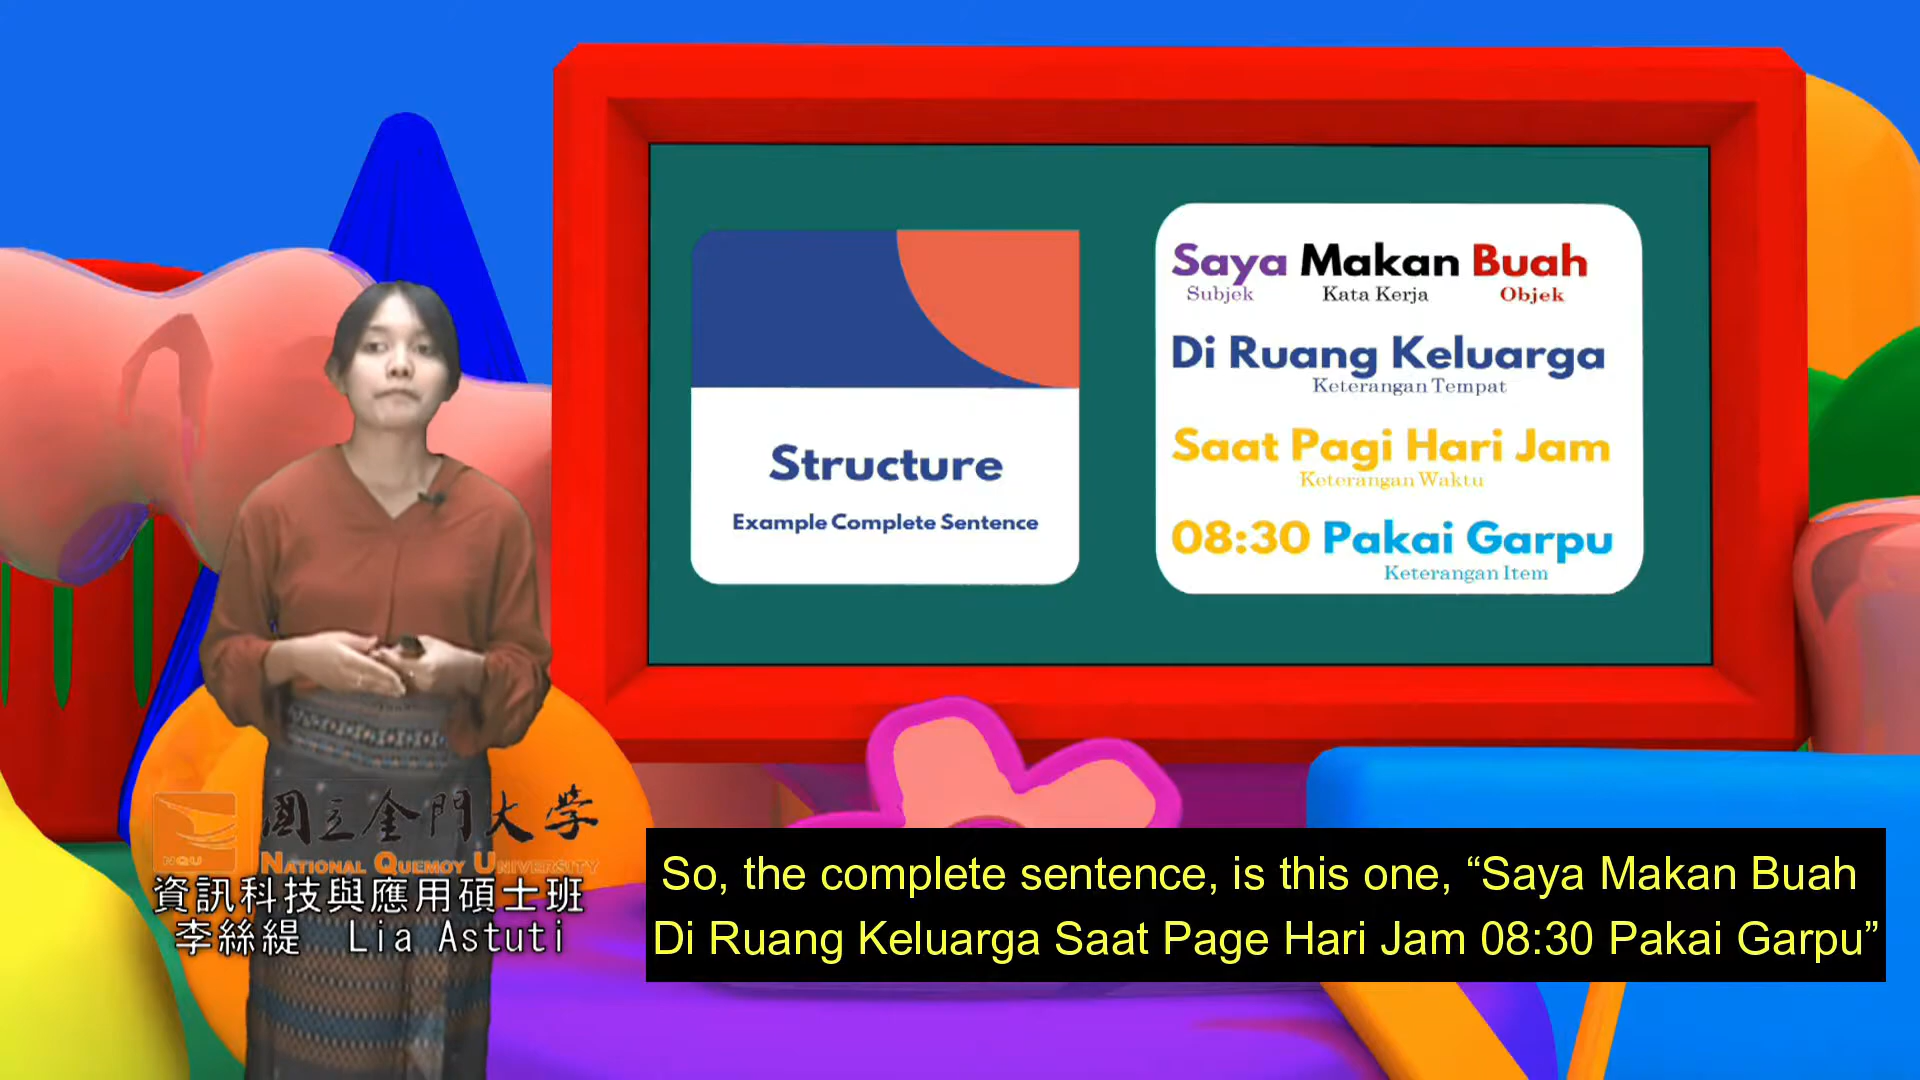 Saya Makan Buah
Subjek Kata Kerja Objek
Di Ruang Keluarga
Keterangan Tempat
Saat Pagi Hari Jam
Keterangan Waktu
08:30 Pakai Garpu
Keterangan Item
Structure
Example Complete Sentence
國立金門大學
NQU
NATIONAL QUEMOY UNIVERSITY
資訊科技與應用碩士班
李絲緹 Lia Astuti
So, the complete sentence, is this one, “Saya Makan Buah
Di Ruang Keluarga Saat Page Hari Jam 08:30 Pakai Garpu”